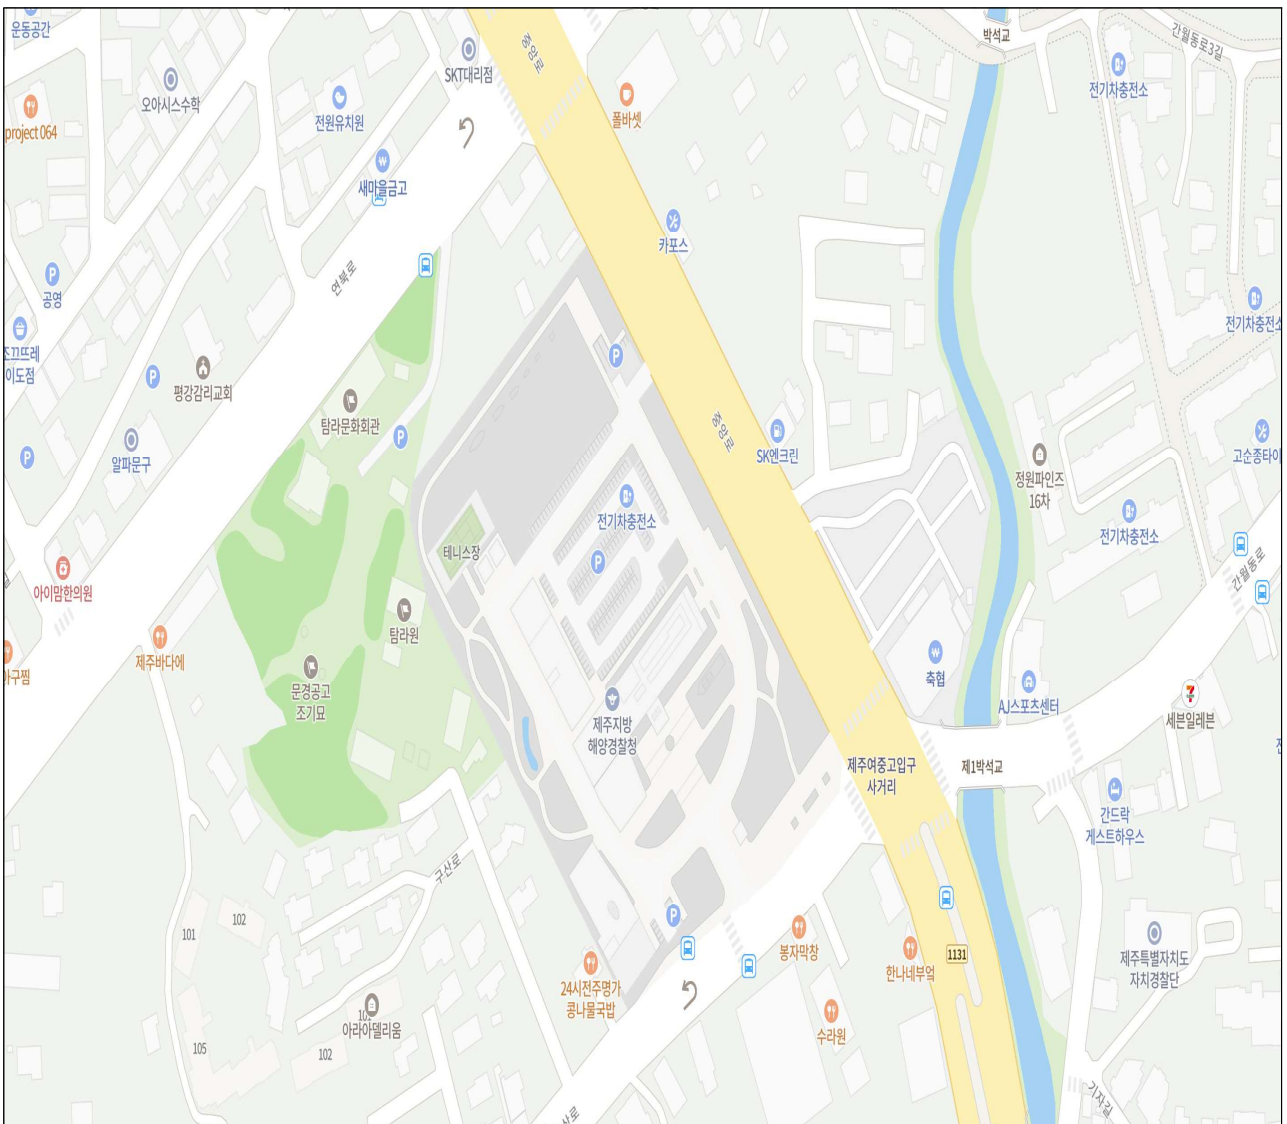 운동공간
SKT대리점
중앙로
박석교
간월동로3길
오아시스수학
전원유치원
폴바셋
전기차충전소
project 064
새마을금고
카포스
연북로
공영
P
전기차충전소
즈끄뜨레
이도점
P
평강감리교회
P
탐라문화회관
P
중앙로
SK엔크린
고순종타이
P
알파문구
정원파인즈
16차
전기차충전소
P
테니스장
전기차충전소
간월동로
아이맘한의원
탐라원
제주바다에
아구찜
문경공고
조기묘
축협
AJ스포츠센터
세븐일레븐
제주지방
해양경찰청
제주여중고입구
사거리
제1박석교
간드락
게스트하우스
구산로
P
102
101
봉자막창
한나네부엌
1131
제주특별자치도
자치경찰단
24시전주명가
콩나물국밥
아라아델리움
수라원
105
102
기자길
산로